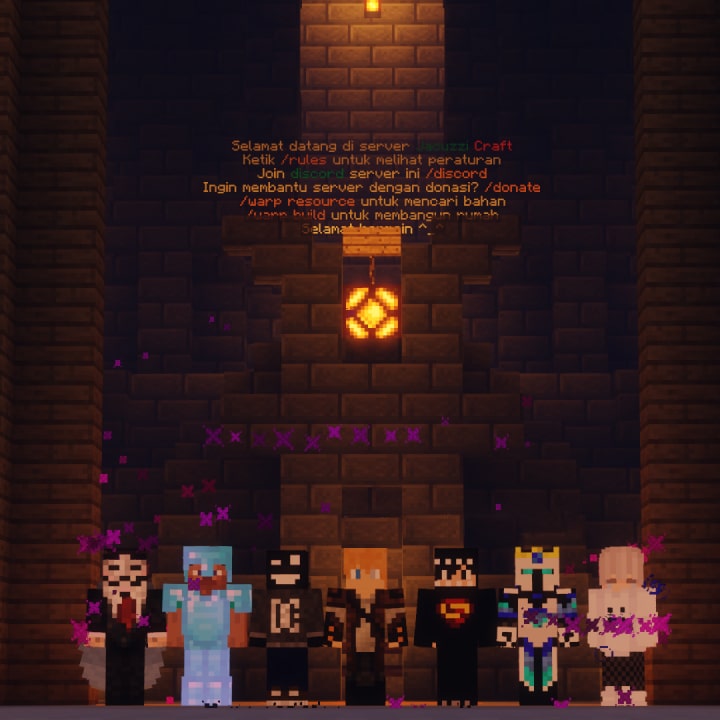 Selamat datang di server Jacuzzi Craft
Ketik /rules untuk melihat peraturan
Join discord server ini /discord
Ingin membantu server dengan donasi? /donate
/warp resource untuk mencari bahan
/warp build untuk membangun rumah
Selamat bermain ^_^